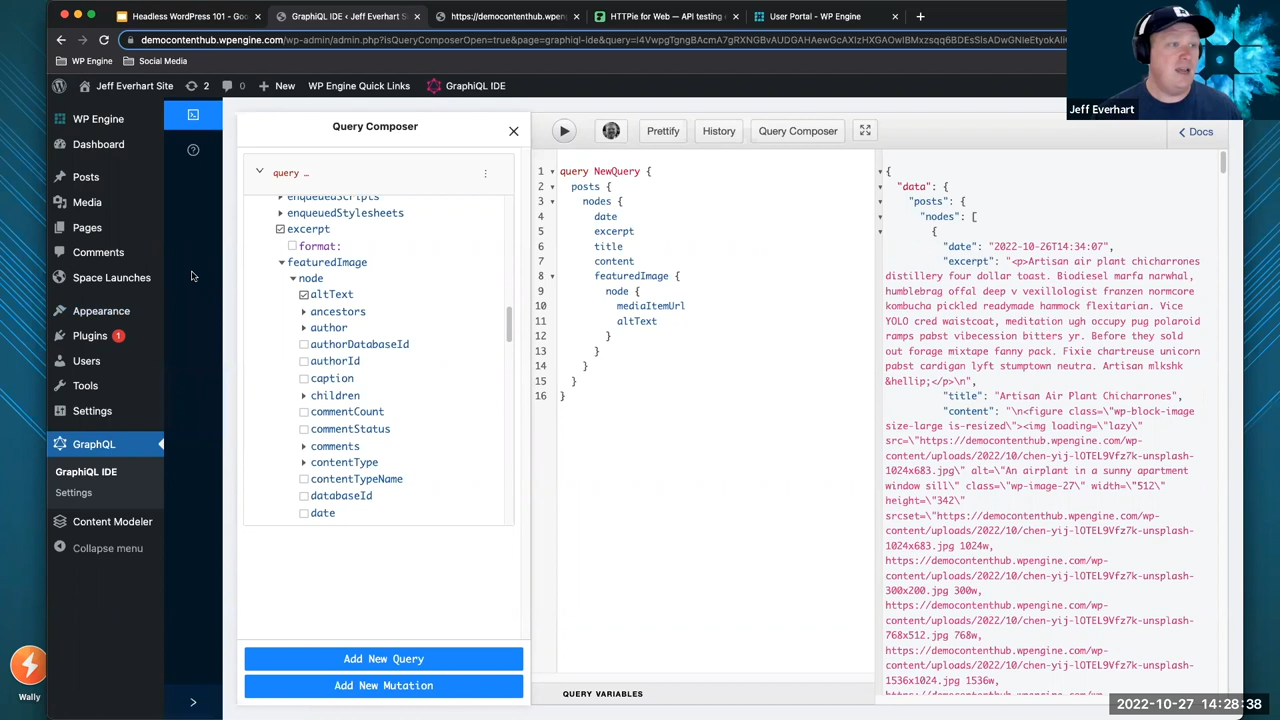 Headless WordPress 101 - Goo
GraphiQL IDE ‹ Jeff Everhart S
https://democontenthub.wpeng
HTTPie for Web — API testing
User Portal - WP Engine
democontenthub.wpengine.com/wp-admin/admin.php?isQueryComposerOpen=true&page=graphiql-ide&query=
WP Engine
Social Media
Jeff Everhart Site
2
0
New
WP Engine Quick Links
GraphiQL IDE
Jeff Everhart
WP Engine
Dashboard
Posts
Media
Pages
Comments
Space Launches
Appearance
Plugins 1
Users
Tools
Settings
GraphQL
GraphiQL IDE
Settings
Content Modeler
Collapse menu
Wally
Query Composer
query …
enqueuedScripts
enqueuedStylesheets
excerpt
format:
featuredImage
node
altText
ancestors
author
authorDatabaseId
authorId
caption
children
commentCount
commentStatus
comments
contentType
contentTypeName
databaseId
date
Add New Query
Add New Mutation
Prettify
History
Query Composer
Docs
1 query NewQuery {
2 posts {
3 nodes {
4 date
5 excerpt
6 title
7 content
8 featuredImage {
9 node {
10 mediaItemUrl
11 altText
12 }
13 }
14 }
15 }
16 }
QUERY VARIABLES
{
"data": {
"posts": {
"nodes": [
{
"date": "2022-10-26T14:34:07",
"excerpt": "<p>Artisan air plant chicharrones
distillery four dollar toast. Biodiesel marfa narwhal,
humblebrag offal deep v vexillologist franzen normcore
kombucha pickled readymade hammock flexitarian. Vice
YOLO cred waistcoat, meditation ugh occupy pug polaroid
ramps pabst vibecession bitters yr. Before they sold
out forage mixtape fanny pack. Fixie chartreuse unicorn
pabst cardigan lyft stumptown neutra. Artisan mlkshk
&hellip;</p>\n",
"title": "Artisan Air Plant Chicharrones",
"content": "\n<figure class=\"wp-block-image
size-large is-resized\"><img loading=\"lazy\"
src=\"https://democontenthub.wpengine.com/wp-
content/uploads/2022/10/chen-yij-lOTEL9Vfz7k-unsplash-
1024x683.jpg\" alt=\"An airplant in a sunny apartment
window sill\" class=\"wp-image-27\" width=\"512\"
height=\"342\"
srcset=\"https://democontenthub.wpengine.com/wp-
content/uploads/2022/10/chen-yij-lOTEL9Vfz7k-unsplash-
1024x683.jpg 1024w,
https://democontenthub.wpengine.com/wp-
content/uploads/2022/10/chen-yij-lOTEL9Vfz7k-unsplash-
300x200.jpg 300w,
https://democontenthub.wpengine.com/wp-
content/uploads/2022/10/chen-yij-lOTEL9Vfz7k-unsplash-
768x512.jpg 768w,
https://democontenthub.wpengine.com/wp-
content/uploads/2022/10/chen-yij-lOTEL9Vfz7k-unsplash-
1536x1024.jpg 1536w,
2022-10-27 14:28:38